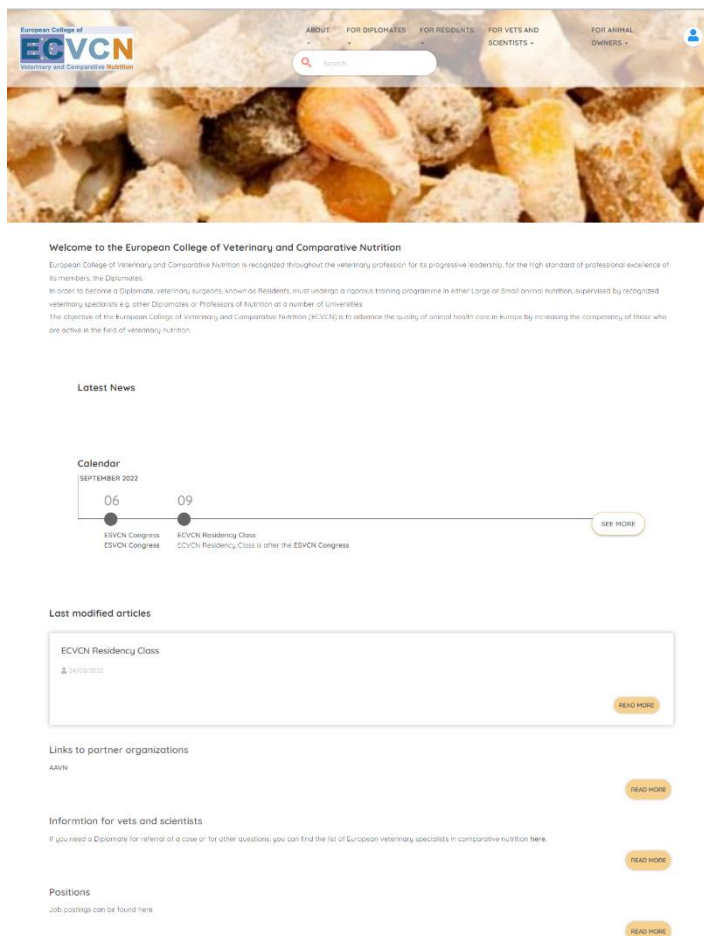 European College of
ECVCN
Veterinary and Comparative Nutrition
ABOUT
FOR DIPLOMATES
FOR RESIDENTS
FOR VETS AND
SCIENTISTS
FOR ANIMAL
OWNERS
Search
Welcome to the European College of Veterinary and Comparative Nutrition
European College of Veterinary and Comparative Nutrition is recognized throughout the veterinary profession for its progressive leadership, for the high standard of professional excellence of
its members, the Diplomates.
In order to become a Diplomate, veterinary surgeons, known as Residents, must undergo a rigorous training programme in either Large or Small animal nutrition, supervised by recognized
veterinary specialists e.g. other Diplomates or Professors of Nutrition at a number of Universities
The objective of the European College of Veterinary and Comparative Nutrition (ECVCN) is to advance the quality of animal health care in Europe by increasing the competency of those who
are active in the field of veterinary nutrition
Latest News
Calendar
SEPTEMBER 2022
06
09
SEE MORE
ESVCN Congress
ESVCN Congress
ECVCN Residency Class
ECVCN Residency Class is after the ESVCN Congress
Last modified articles
ECVCN Residency Class
READ MORE
Links to partner organizations
AAVN
READ MORE
Informtion for vets and scientists
If you need a Diplomate for referral of a case or for other questions, you can find the list of European veterinary specialists in comparative nutrition here.
READ MORE
Positions
Job postings can be found here
READ MORE